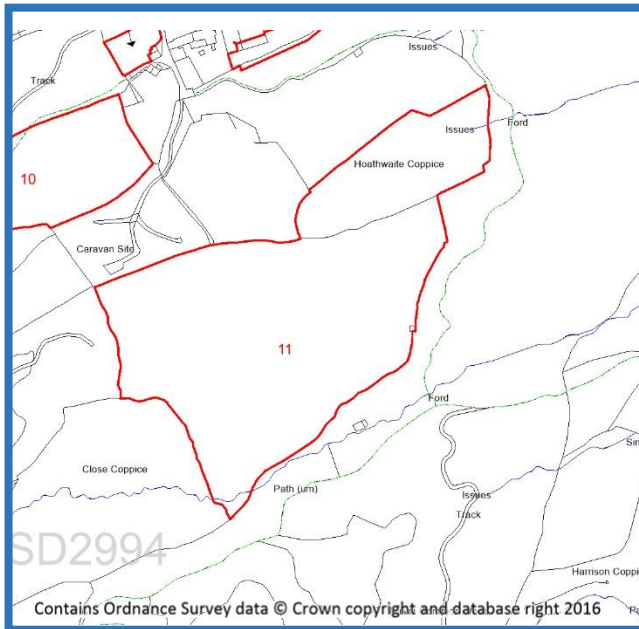 Issues
Track
Issues
Ford
Hoathwaite Coppice
10
Caravan Site
11
Ford
Close Coppice
Path (um)
Issues
Track
SD2994
Harrison Coppi
Contains Ordnance Survey data © Crown copyright and database right 2016